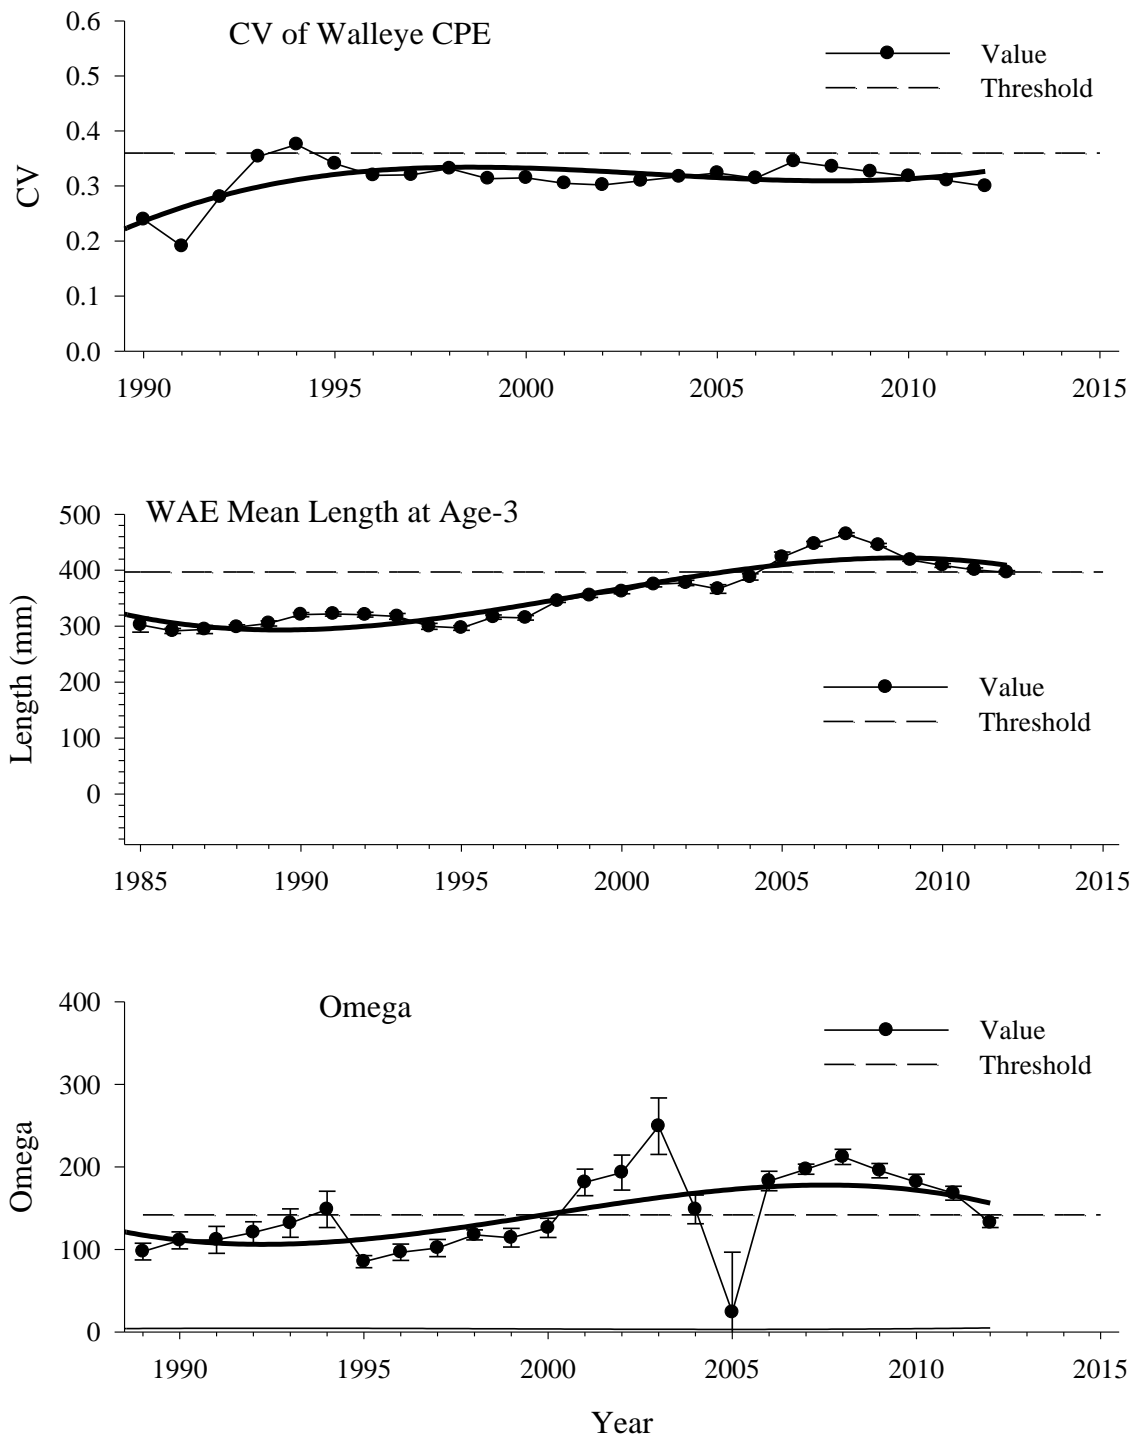 CV of Walleye CPE
Value
Threshold
CV
0.6
0.5
0.4
0.3
0.2
0.1
0.0
1990 1995 2000 2005 2010 2015
WAE Mean Length at Age-3
Value
Threshold
Length (mm)
500
400
300
200
100
0
1985 1990 1995 2000 2005 2010 2015
Omega
Value
Threshold
Omega
400
300
200
100
0
1990 1995 2000 2005 2010 2015
Year